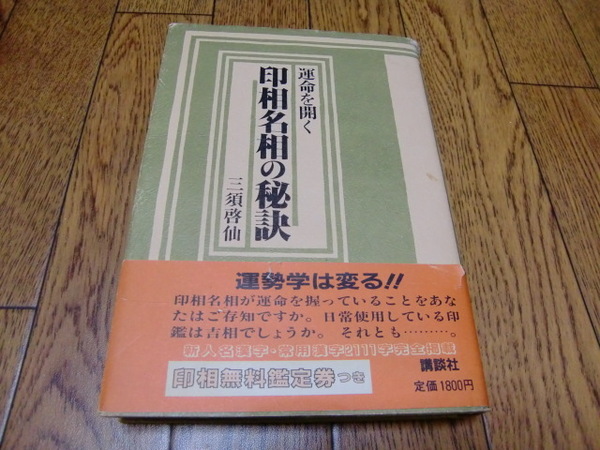 運命を開く
印相名相の秘訣
三須啓仙
運勢学は変る!!
印相名相が運命を握っていることをあな
たはご存知ですか。日常使用している印
鑑は吉相でしょうか。それとも………。
新人名漢字・常用漢字2111字完全掲載
印相無料鑑定券つき
講談社
定価1800円